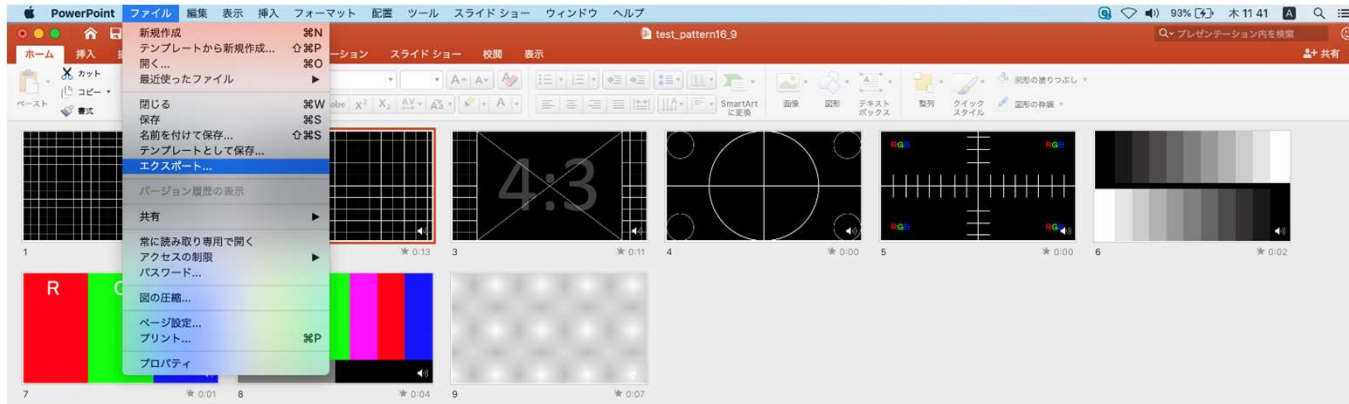 PowerPoint ファイル 編集 表示 挿入 フォーマット 配置 ツール スライド ショー ウィンドウ ヘルプ 93% 木 11 41 A
test_pattern16_9 プレゼンテーション内を検索
ホーム 挿入 ーション スライド ショー 校閲 表示 共有
新規作成 ⌘N
テンプレートから新規作成... ⇧⌘P
開く... ⌘O
最近使ったファイル ▶
閉じる ⌘W
保存 ⌘S
名前を付けて保存... ⇧⌘S
テンプレートとして保存...
エクスポート...
バージョン履歴の表示
共有 ▶
常に読み取り専用で開く
アクセスの制限 ▶
パスワード...
図の圧縮...
ページ設定...
プリント... ⌘P
プロパティ
ペースト
カット
コピー
書式
abc X² X₂ AV Aa A
A A
SmartArt
に変換
画像
図形
テキスト
ボックス
整列
クイック
スタイル
図形の塗りつぶし
図形の枠線
4:3
RGB RGB
RGB RGB
1 0:13 3 0:11 4 0:00 5 0:00 6 0:02
R G
7 0:01 8 0:04 9 0:07